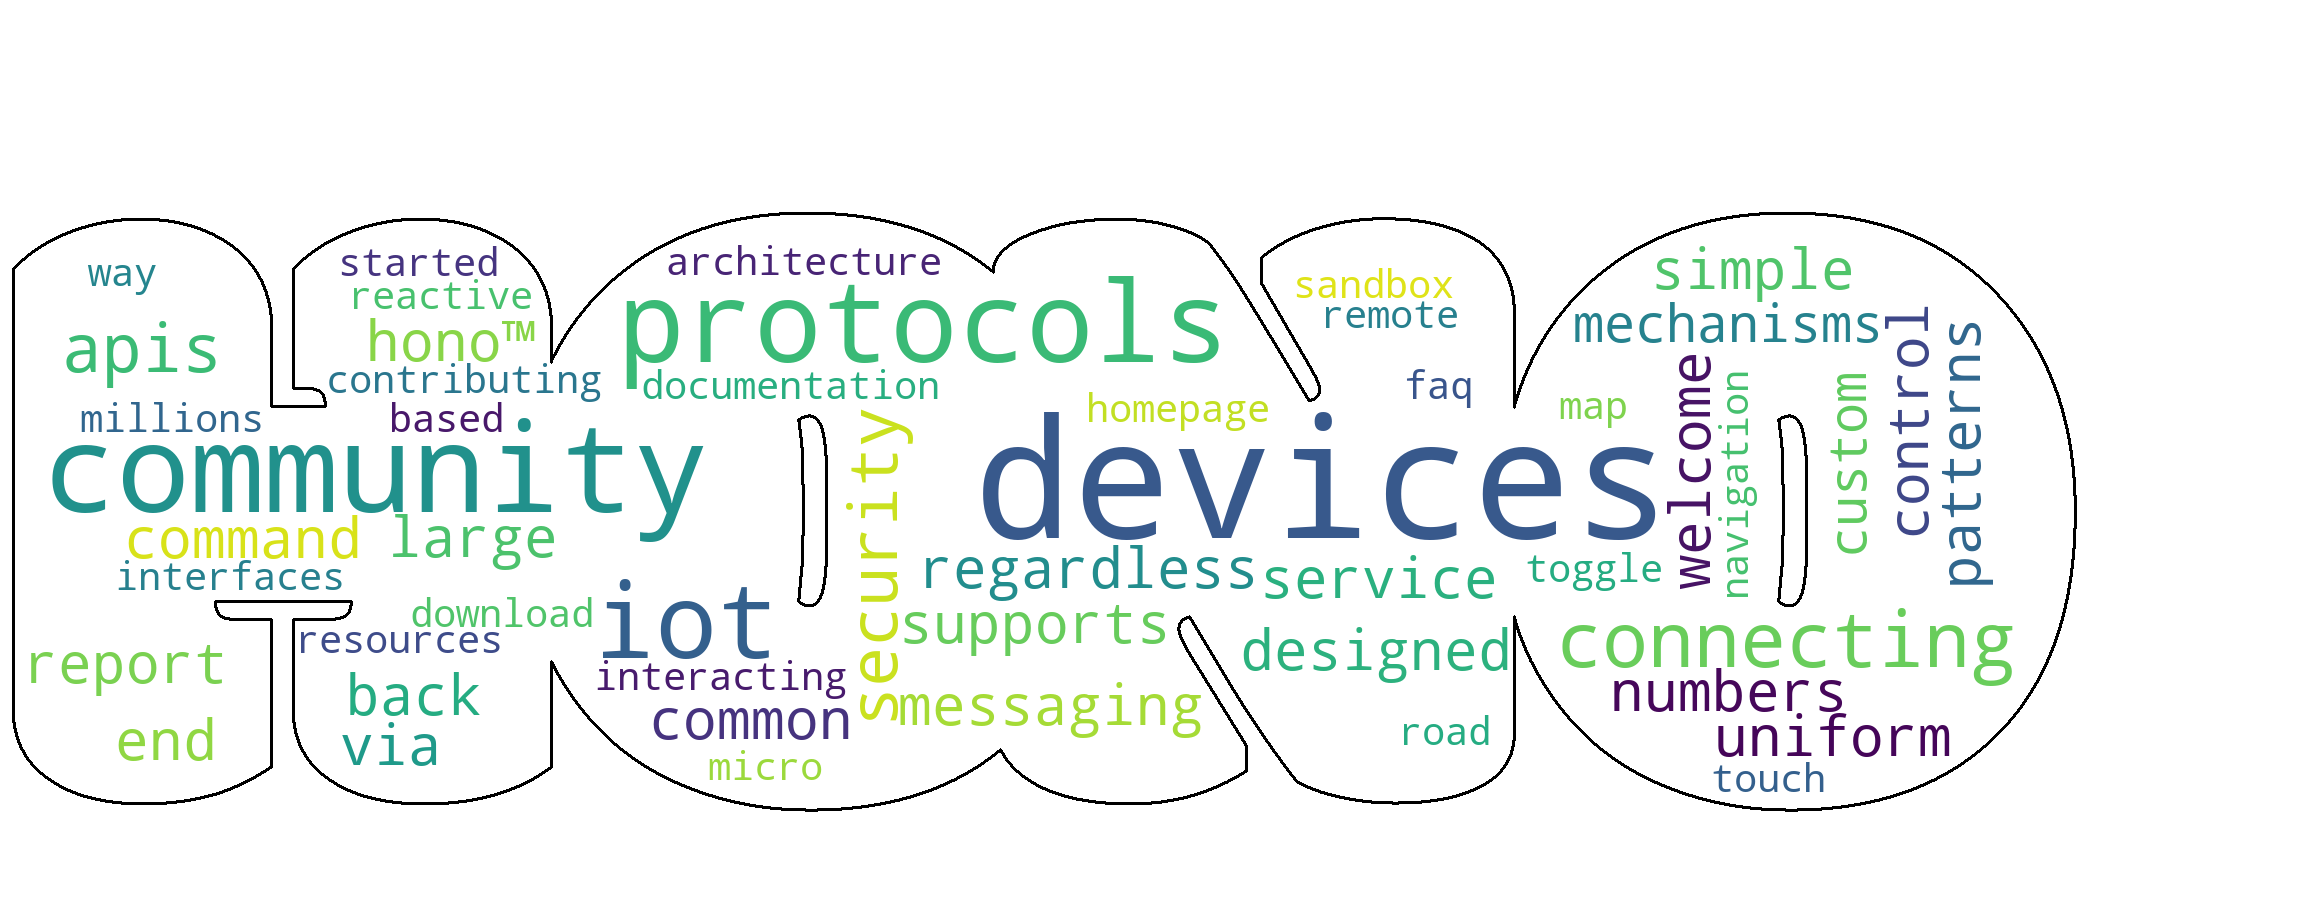 way
apis
millions
community
command
large
interfaces
report
end
started
reactive
hono™
contributing
based
download
resources
back
via
architecture
protocols
documentation
security
iot
interacting
common
micro
homepage
devices
regardless
service
supports
messaging
designed
road
sandbox
remote
faq
simple
mechanisms
map
welcome
navigation
custom
control
patterns
toggle
connecting
numbers
uniform
touch